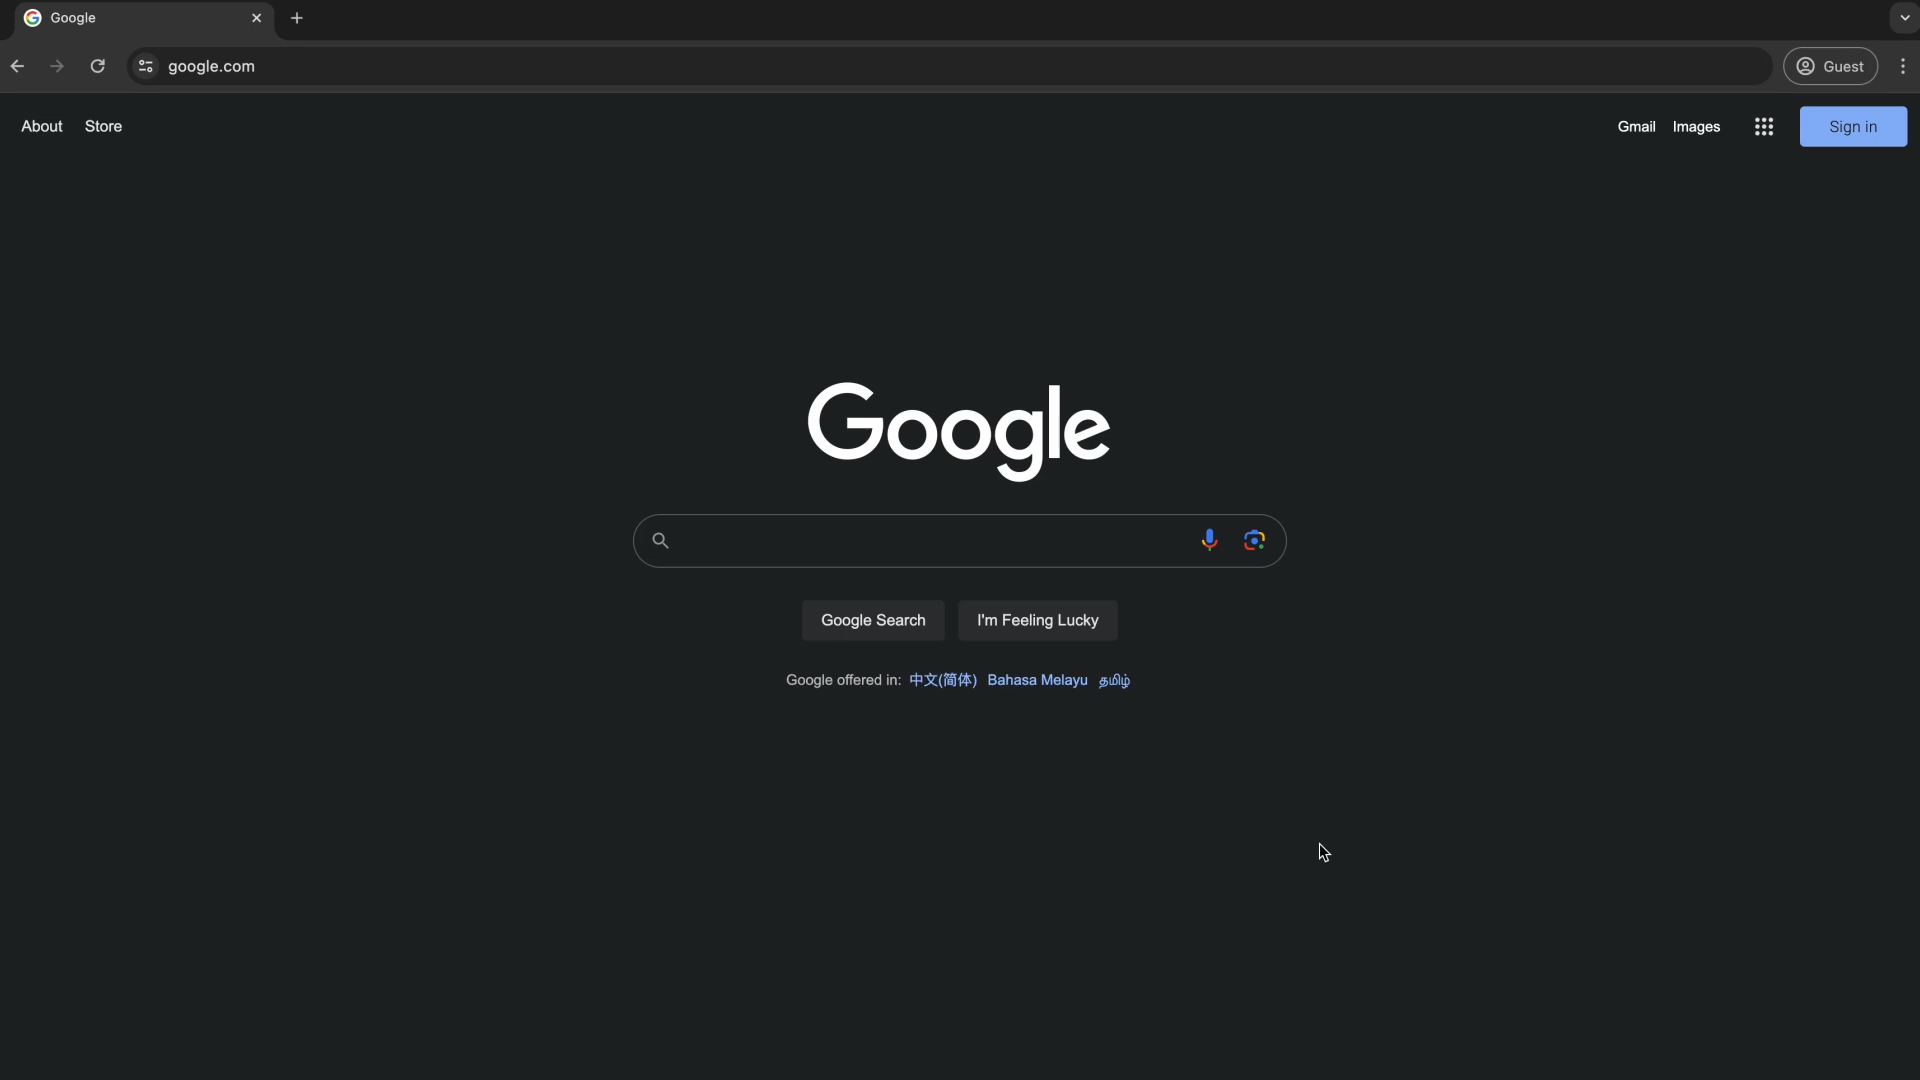 Google
google.com
Guest
About Store
Gmail Images Sign in
Google
Google Search I'm Feeling Lucky
Google offered in: 中文(简体) Bahasa Melayu தமிழ்